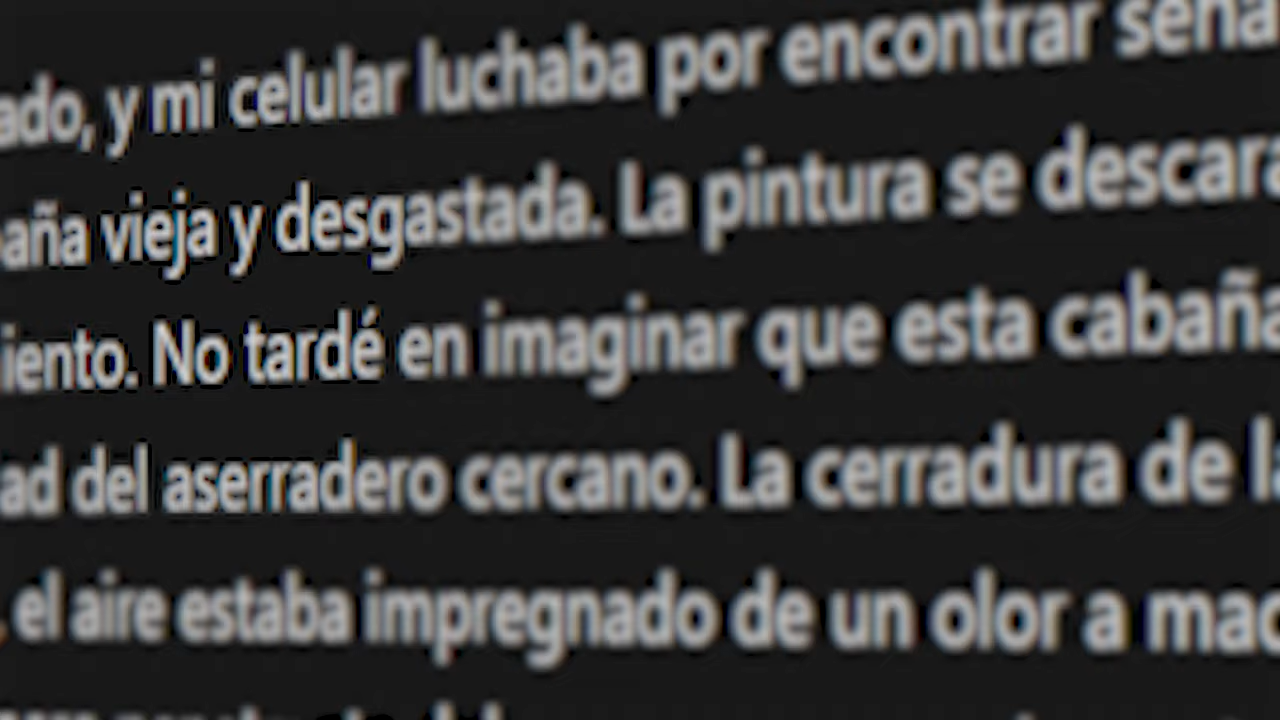 ado, y mi celular luchaba por encontrar seña
aña vieja y desgastada. La pintura se descara
iento. No tardé en imaginar que esta cabaña
ad del aserradero cercano. La cerradura de la
, el aire estaba impregnado de un olor a mad